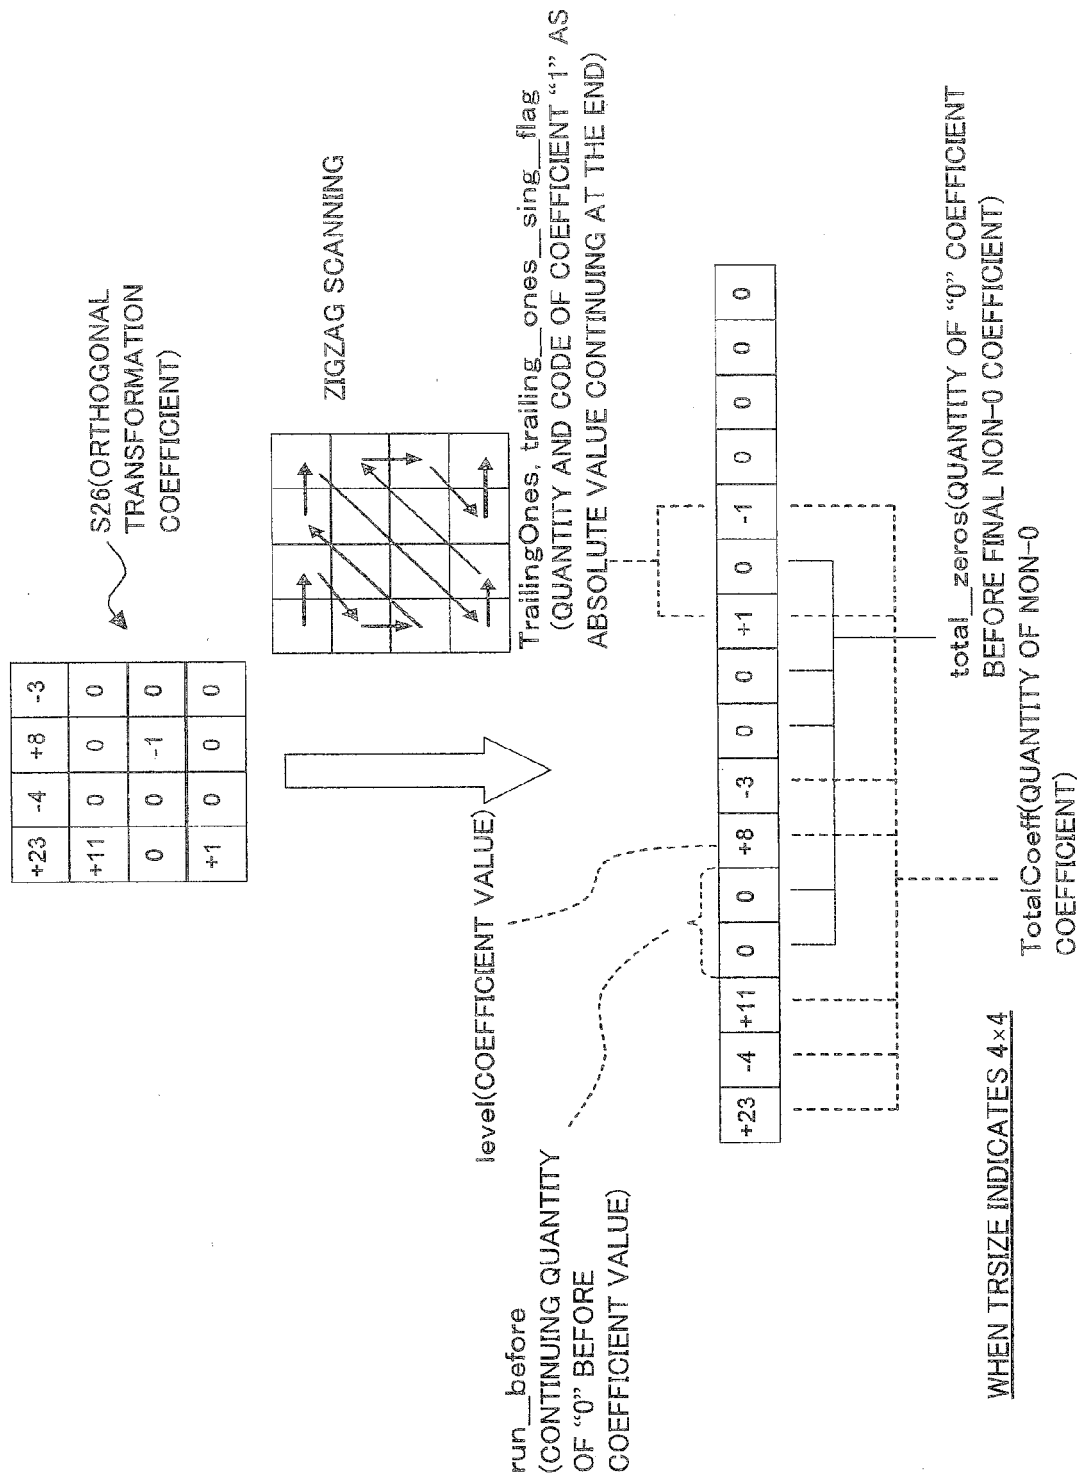 +23 -4 +8 -3
+11 0 0 0
0 0 -1 0
+1 0 0 0
S26(ORTHOGONAL
TRANSFORMATION
COEFFICIENT)
ZIGZAG SCANNING
level(COEFFICIENT VALUE)
TrailingOnes, trailing_ones_sing_flag
(QUANTITY AND CODE OF COEFFICIENT “1” AS
ABSOLUTE VALUE CONTINUING AT THE END)
run_before
(CONTINUING QUANTITY
OF “0” BEFORE
COEFFICIENT VALUE)
+23 -4 +11 0 0 +8 -3 0 0 +1 0 -1 0 0 0 0
total_zeros(QUANTITY OF “0” COEFFICIENT
BEFORE FINAL NON-0 COEFFICIENT)
TotalCoeff(QUANTITY OF NON-0
COEFFICIENT)
WHEN TRSIZE INDICATES 4×4